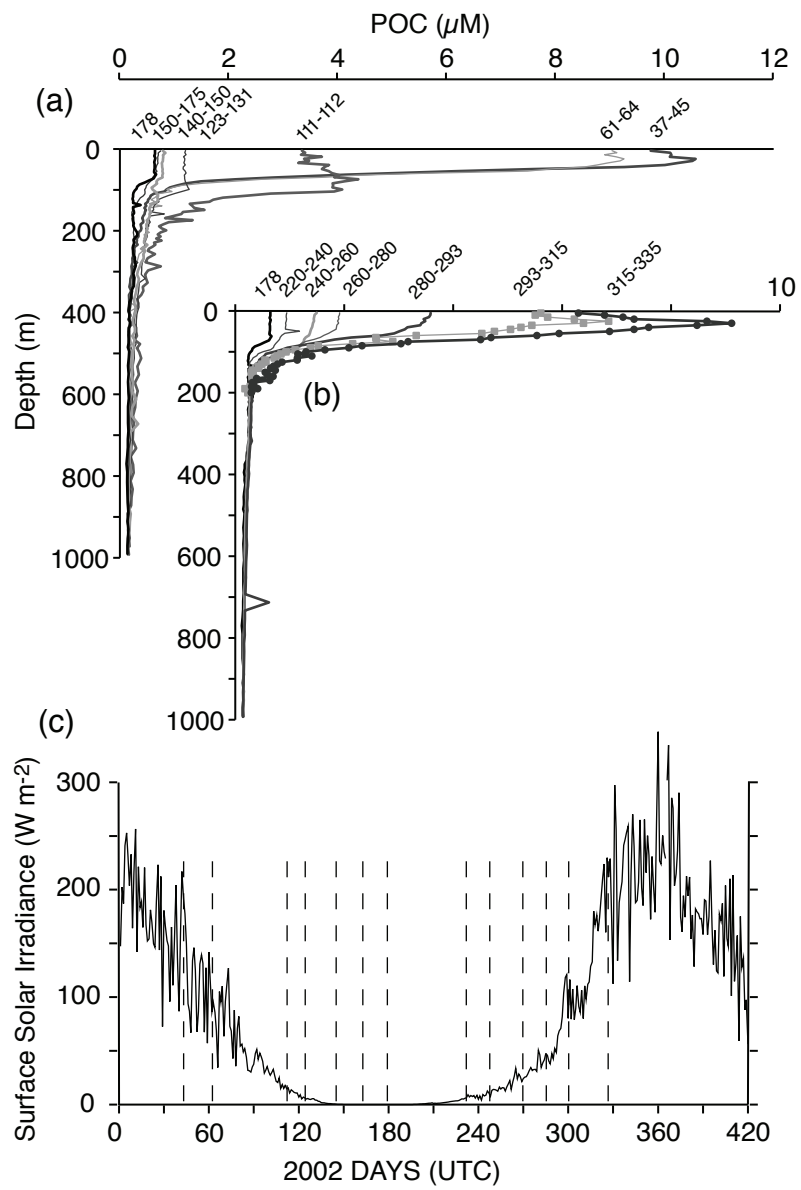 POC (µM)
0 2 4 6 8 10 12
(a)
178 150-175 140-150 123-131 111-112 61-64 37-45
0
200
400
600
800
1000
Depth (m)
178 220-240 240-260 260-280 280-293 293-315 315-335
10
(b)
0
200
400
600
800
1000
(c)
Surface Solar Irradiance (W m-2)
300
200
100
0
0 60 120 180 240 300 360 420
2002 DAYS (UTC)